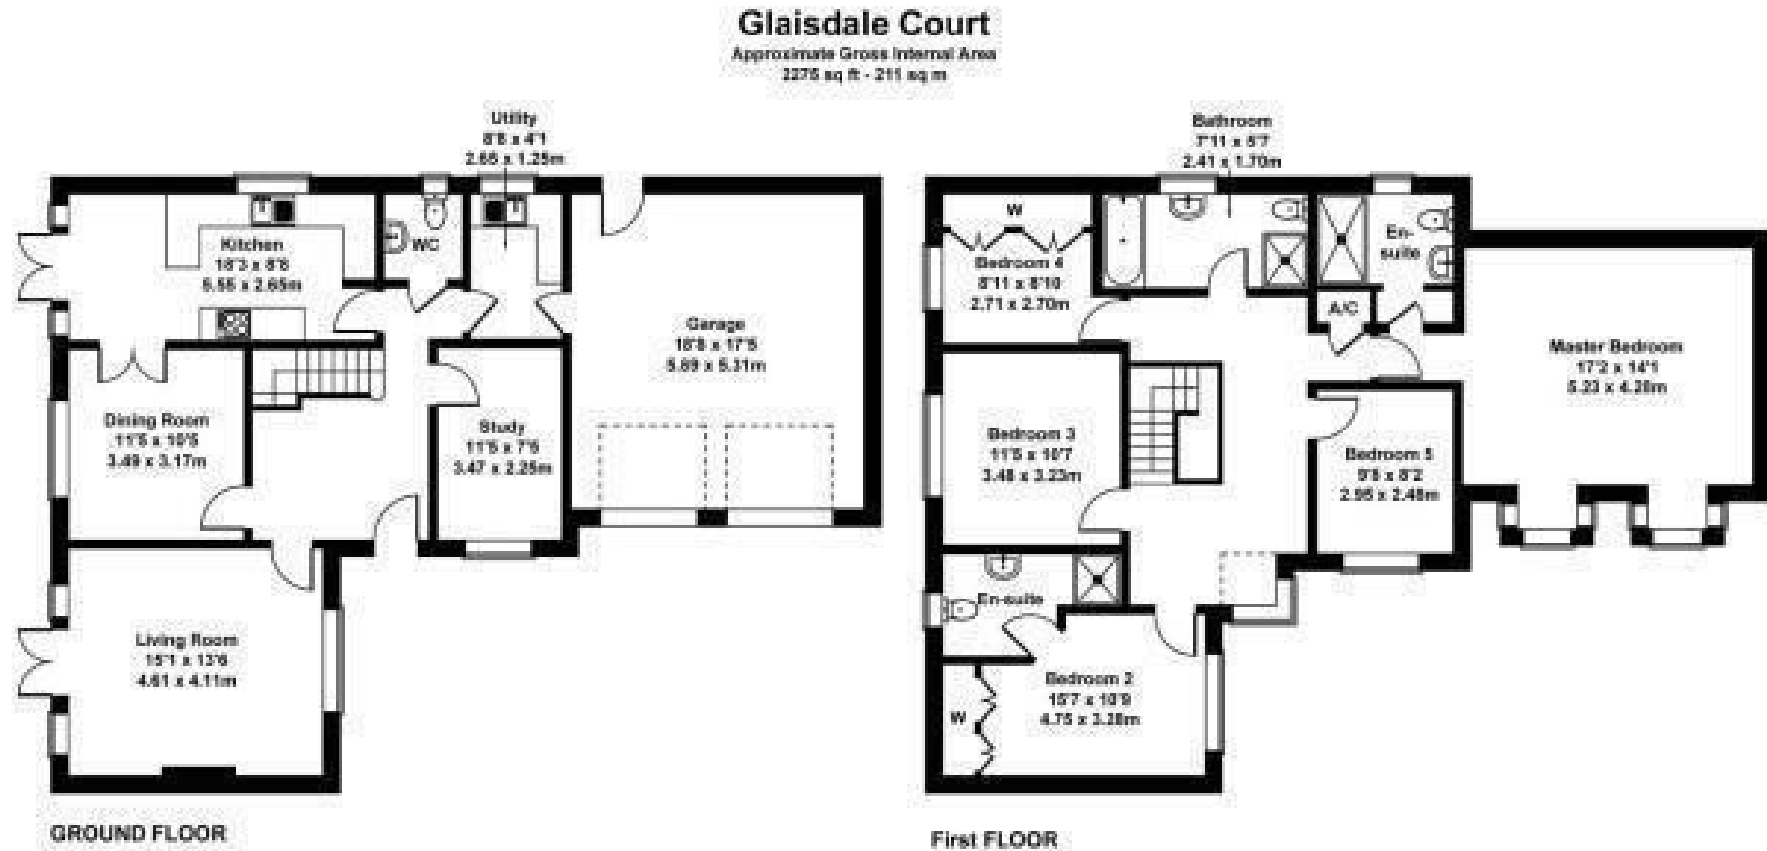 Glaisdale Court
Approximate Gross Internal Area
2275 sq ft - 211 sq m
Utility
8'8 x 4'1
2.65 x 1.25m
Kitchen
18'3 x 8'8
5.55 x 2.65m
WC
Garage
18'8 x 17'5
5.69 x 5.31m
Dining Room
11'5 x 10'5
3.49 x 3.17m
Study
11'5 x 7'5
3.47 x 2.25m
Living Room
15'1 x 13'6
4.61 x 4.11m
GROUND FLOOR
Bathroom
7'11 x 5'7
2.41 x 1.70m
W
Bedroom 4
8'11 x 8'10
2.71 x 2.70m
En-
suite
A/C
Master Bedroom
17'2 x 14'1
5.23 x 4.28m
Bedroom 3
11'5 x 10'7
3.48 x 3.23m
Bedroom 5
9'8 x 8'2
2.95 x 2.48m
En-suite
Bedroom 2
15'7 x 10'9
4.75 x 3.28m
W
First FLOOR